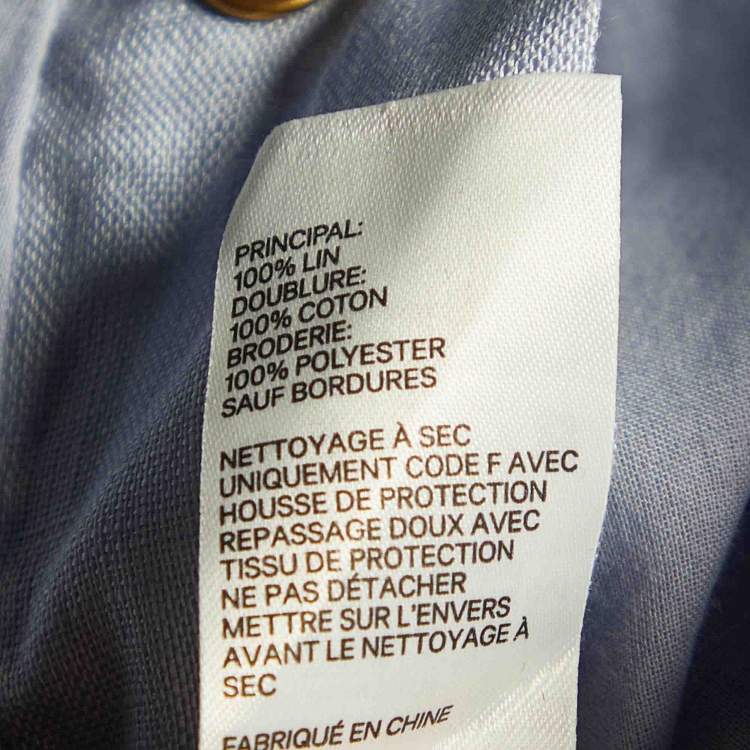 PRINCIPAL:
100% LIN
DOUBLURE:
100% COTON
BRODERIE:
100% POLYESTER
SAUF BORDURES
NETTOYAGE À SEC
UNIQUEMENT CODE F AVEC
HOUSSE DE PROTECTION
REPASSAGE DOUX AVEC
TISSU DE PROTECTION
NE PAS DÉTACHER
METTRE SUR L'ENVERS
AVANT LE NETTOYAGE À
SEC
FABRIQUÉ EN CHINE